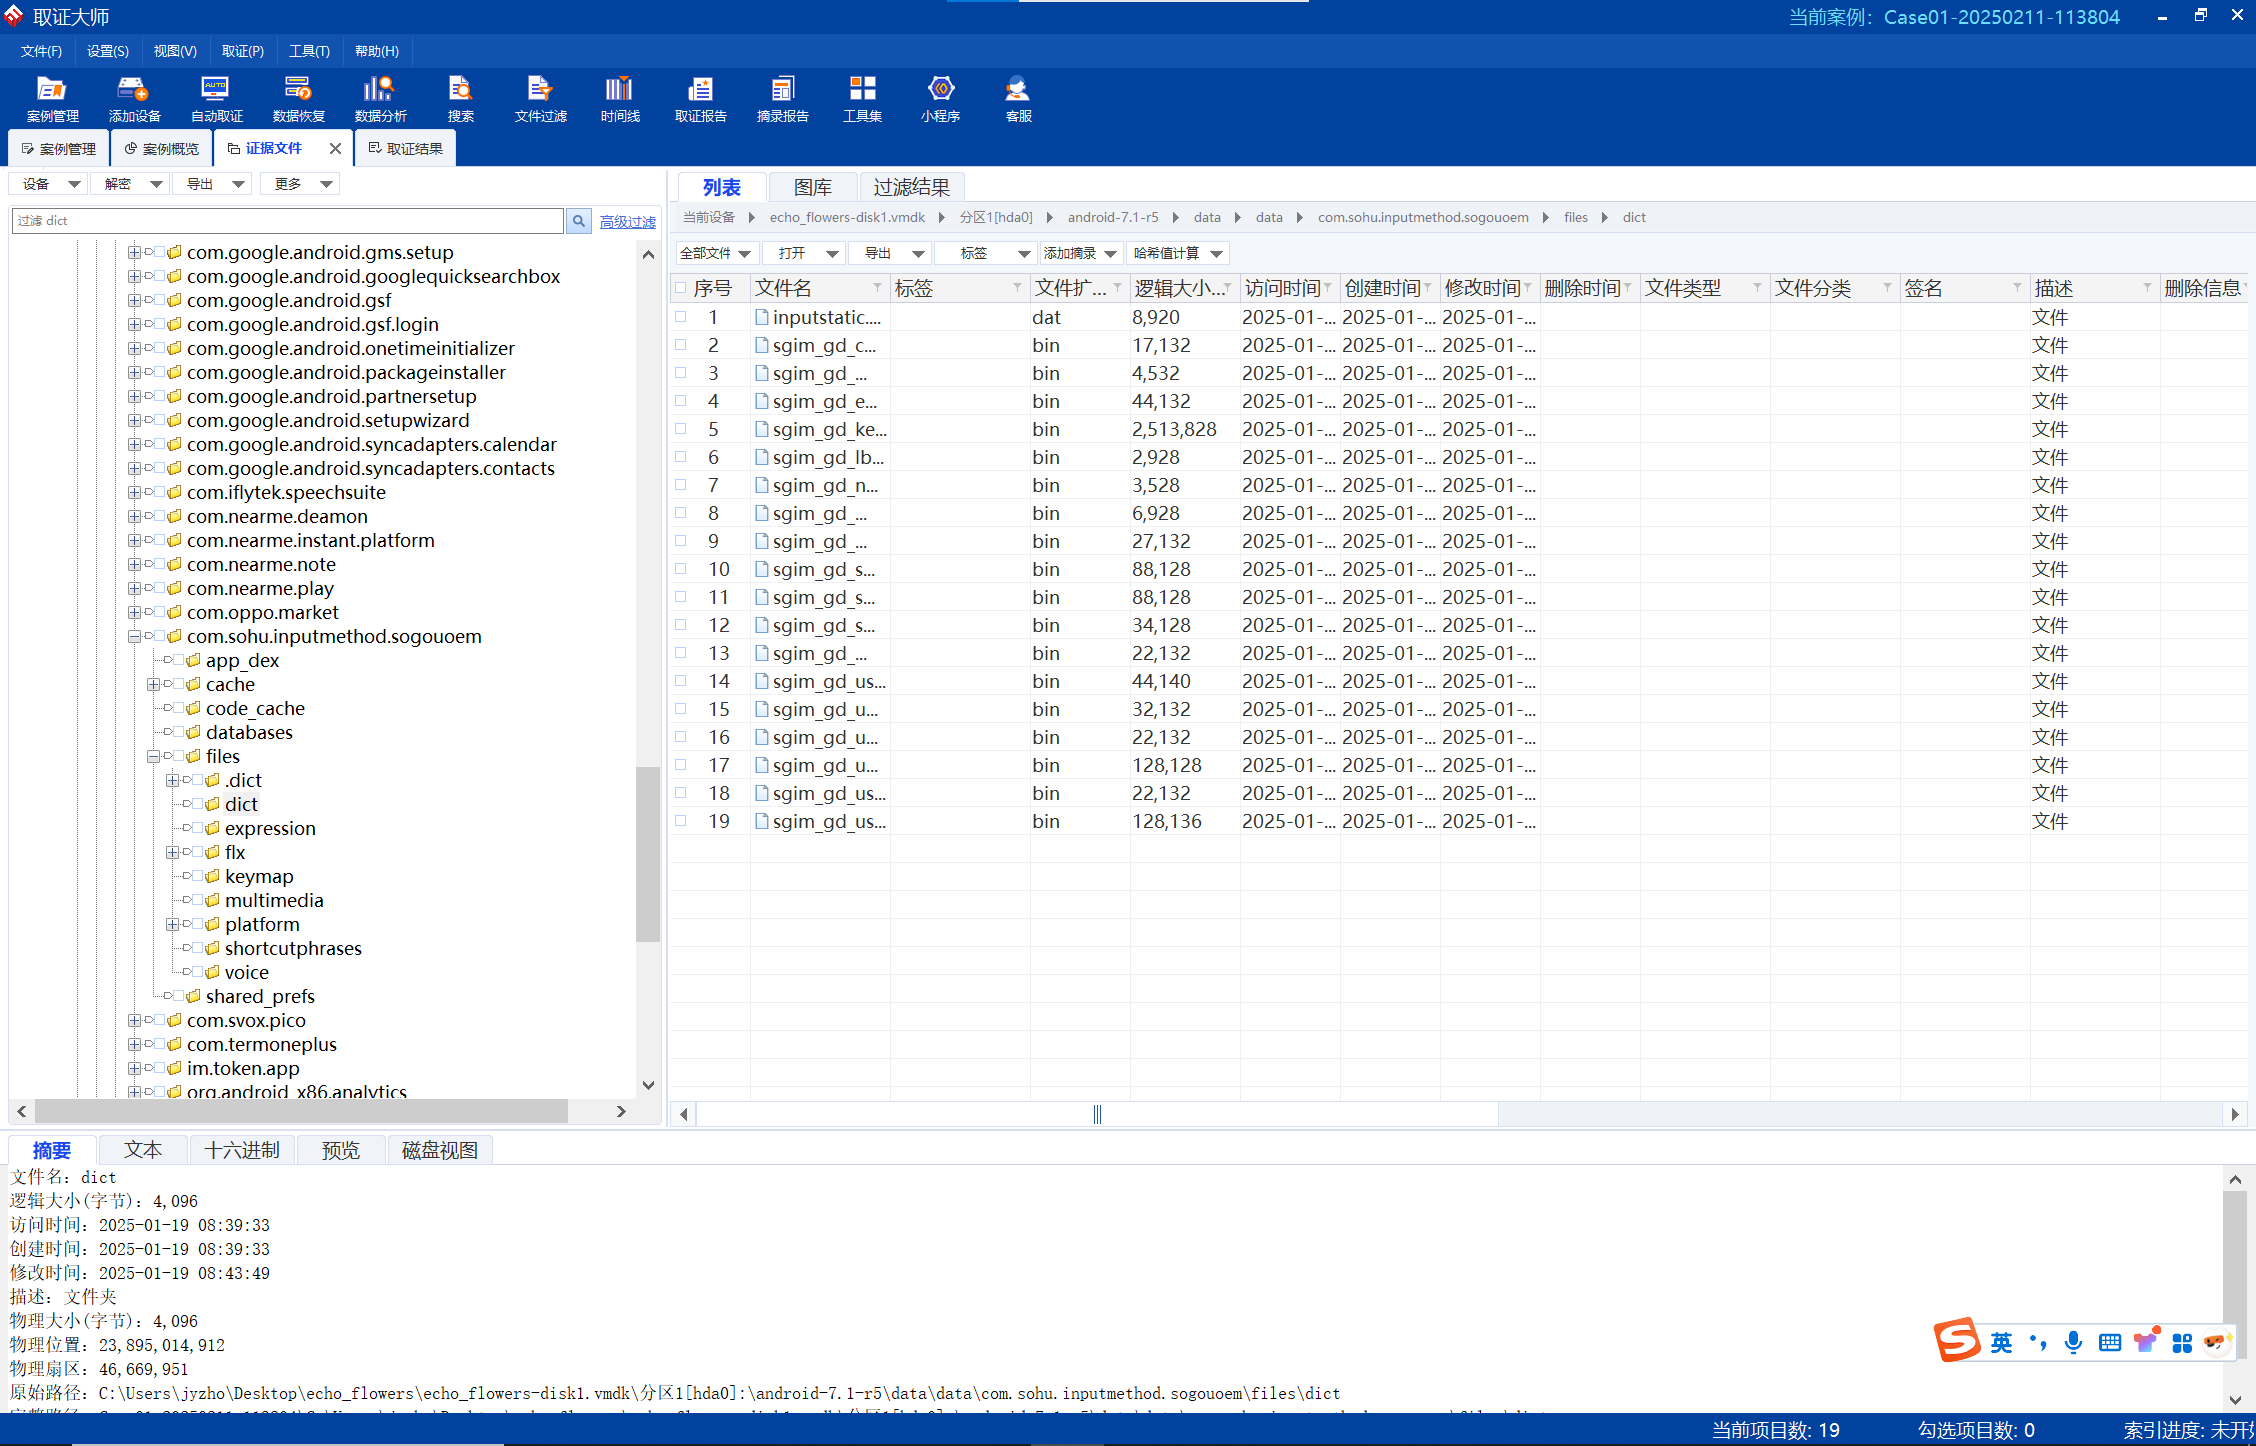 取证大师
当前案例：Case01-20250211-113804
文件(F) 设置(S) 视图(V) 取证(P) 工具(T) 帮助(H)
案例管理 添加设备 自动取证 数据恢复 数据分析 搜索 文件过滤 时间线 取证报告 摘录报告 工具集 小程序 客服
案例管理 案例概览 证据文件 取证结果
设备 解密 导出 更多
过滤 dict
高级过滤
com.google.android.gms.setup
com.google.android.googlequicksearchbox
com.google.android.gsf
com.google.android.gsf.login
com.google.android.onetimeinitializer
com.google.android.packageinstaller
com.google.android.partnersetup
com.google.android.setupwizard
com.google.android.syncadapters.calendar
com.google.android.syncadapters.contacts
com.iflytek.speechsuite
com.nearme.deamon
com.nearme.instant.platform
com.nearme.note
com.nearme.play
com.oppo.market
com.sohu.inputmethod.sogouoem
app_dex
cache
code_cache
databases
files
.dict
dict
expression
flx
keymap
multimedia
platform
shortcutphrases
voice
shared_prefs
com.svox.pico
com.termoneplus
im.token.app
org.android_x86.analytics
列表 图库 过滤结果
当前设备 echo_flowers-disk1.vmdk 分区1[hda0] android-7.1-r5 data data com.sohu.inputmethod.sogouoem files dict
全部文件 打开 导出 标签 添加摘录 哈希值计算
序号 文件名 标签 文件扩... 逻辑大小... 访问时间 创建时间 修改时间 删除时间 文件类型 文件分类 签名 描述 删除信息
1 inputstatic.... dat 8,920 2025-01-... 2025-01-... 2025-01-... 文件
2 sgim_gd_c... bin 17,132 2025-01-... 2025-01-... 2025-01-... 文件
3 sgim_gd_... bin 4,532 2025-01-... 2025-01-... 2025-01-... 文件
4 sgim_gd_e... bin 44,132 2025-01-... 2025-01-... 2025-01-... 文件
5 sgim_gd_ke... bin 2,513,828 2025-01-... 2025-01-... 2025-01-... 文件
6 sgim_gd_lb... bin 2,928 2025-01-... 2025-01-... 2025-01-... 文件
7 sgim_gd_n... bin 3,528 2025-01-... 2025-01-... 2025-01-... 文件
8 sgim_gd_... bin 6,928 2025-01-... 2025-01-... 2025-01-... 文件
9 sgim_gd_... bin 27,132 2025-01-... 2025-01-... 2025-01-... 文件
10 sgim_gd_s... bin 88,128 2025-01-... 2025-01-... 2025-01-... 文件
11 sgim_gd_s... bin 88,128 2025-01-... 2025-01-... 2025-01-... 文件
12 sgim_gd_s... bin 34,128 2025-01-... 2025-01-... 2025-01-... 文件
13 sgim_gd_... bin 22,132 2025-01-... 2025-01-... 2025-01-... 文件
14 sgim_gd_us... bin 44,140 2025-01-... 2025-01-... 2025-01-... 文件
15 sgim_gd_u... bin 32,132 2025-01-... 2025-01-... 2025-01-... 文件
16 sgim_gd_u... bin 22,132 2025-01-... 2025-01-... 2025-01-... 文件
17 sgim_gd_u... bin 128,128 2025-01-... 2025-01-... 2025-01-... 文件
18 sgim_gd_us... bin 22,132 2025-01-... 2025-01-... 2025-01-... 文件
19 sgim_gd_us... bin 128,136 2025-01-... 2025-01-... 2025-01-... 文件
摘要 文本 十六进制 预览 磁盘视图
文件名：dict
逻辑大小(字节)：4,096
访问时间：2025-01-19 08:39:33
创建时间：2025-01-19 08:39:33
修改时间：2025-01-19 08:43:49
描述：文件夹
物理大小(字节)：4,096
物理位置：23,895,014,912
物理扇区：46,669,951
原始路径：C:\Users\jyzho\Desktop\echo_flowers\echo_flowers-disk1.vmdk\分区1[hda0]:\android-7.1-r5\data\data\com.sohu.inputmethod.sogouoem\files\dict
英
当前项目数: 19 勾选项目数: 0 索引进度: 未开